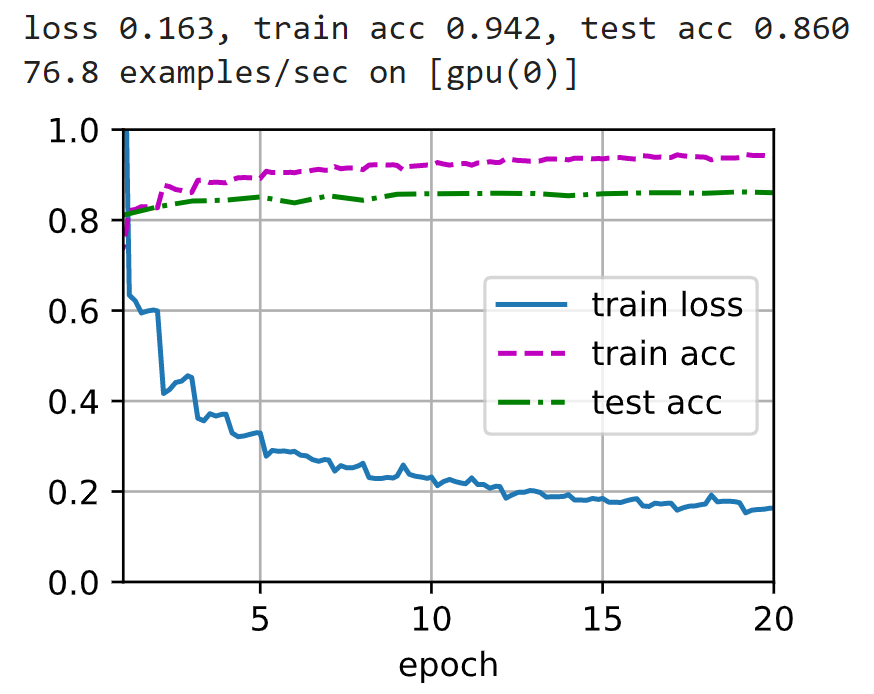 loss 0.163, train acc 0.942, test acc 0.860
76.8 examples/sec on [gpu(0)]
1.0
0.8
0.6
0.4
0.2
0.0
train loss
train acc
test acc
5 10 15 20
epoch